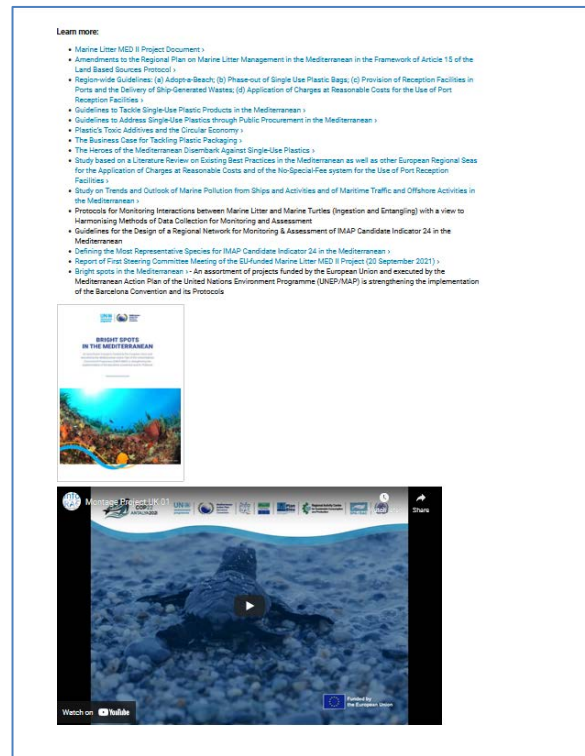 Learn more:
• Marine Litter MED II Project Document ›
• Amendments to the Regional Plan on Marine Litter Management in the Mediterranean in the Framework of Article 15 of the
Land Based Sources Protocol ›
• Region-wide Guidelines: (a) Adopt-a-Beach; (b) Phase-out of Single Use Plastic Bags; (c) Provision of Reception Facilities in
Ports and the Delivery of Ship-Generated Wastes; (d) Application of Charges at Reasonable Costs for the Use of Port
Reception Facilities ›
• Guidelines to Tackle Single-Use Plastic Products in the Mediterranean ›
• Guidelines to Address Single-Use Plastics through Public Procurement in the Mediterranean ›
• Plastic's Toxic Additives and the Circular Economy ›
• The Business Case for Tackling Plastic Packaging ›
• The Heroes of the Mediterranean Disembark Against Single-Use Plastics ›
• Study based on a Literature Review on Existing Best Practices in the Mediterranean as well as other European Regional Seas
for the Application of Charges at Reasonable Costs and of the No-Special-Fee system for the Use of Port Reception
Facilities ›
• Study on Trends and Outlook of Marine Pollution from Ships and Activities and of Maritime Traffic and Offshore Activities in
the Mediterranean ›
• Protocols for Monitoring Interactions between Marine Litter and Marine Turtles (Ingestion and Entangling) with a view to
Harmonising Methods of Data Collection for Monitoring and Assessment
• Guidelines for the Design of a Regional Network for Monitoring & Assessment of IMAP Candidate Indicator 24 in the
Mediterranean
• Defining the Most Representative Species for IMAP Candidate Indicator 24 in the Mediterranean ›
• Report of First Steering Committee Meeting of the EU-funded Marine Litter MED II Project (20 September 2021) ›
• Bright spots in the Mediterranean › - An assortment of projects funded by the European Union and executed by the
Mediterranean Action Plan of the United Nations Environment Programme (UNEP/MAP) is strengthening the implementation
of the Barcelona Convention and its Protocols
BRIGHT SPOTS
IN THE MEDITERRANEAN
Montage Project UK 01
COP22
Share
Funded by
the European Union
Watch on YouTube